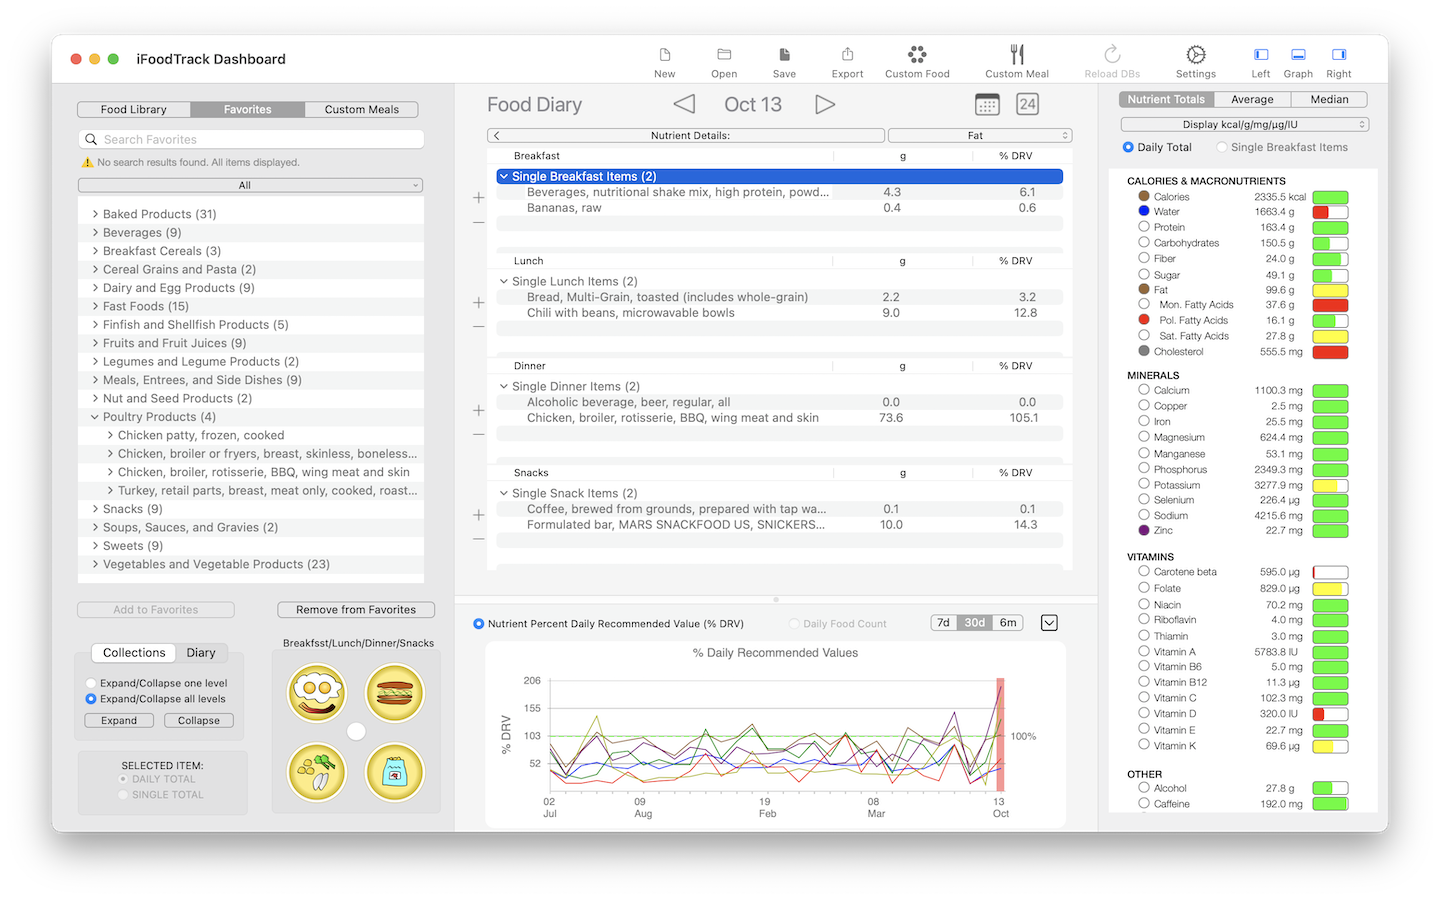 iFoodTrack Dashboard
New Open Save Export Custom Food Custom Meal Reload DBs Settings Left Graph Right
Food Library Favorites Custom Meals
Search Favorites
No search results found. All items displayed.
All
Baked Products (31)
Beverages (9)
Breakfast Cereals (3)
Cereal Grains and Pasta (2)
Dairy and Egg Products (9)
Fast Foods (15)
Finfish and Shellfish Products (5)
Fruits and Fruit Juices (9)
Legumes and Legume Products (2)
Meals, Entrees, and Side Dishes (9)
Nut and Seed Products (2)
Poultry Products (4)
Chicken patty, frozen, cooked
Chicken, broiler or fryers, breast, skinless, boneless...
Chicken, broiler, rotisserie, BBQ, wing meat and skin
Turkey, retail parts, breast, meat only, cooked, roast...
Snacks (9)
Soups, Sauces, and Gravies (2)
Sweets (9)
Vegetables and Vegetable Products (23)
Add to Favorites Remove from Favorites
Collections Diary
Expand/Collapse one level
Expand/Collapse all levels
Expand Collapse
SELECTED ITEM:
DAILY TOTAL
SINGLE TOTAL
Breakfsst/Lunch/Dinner/Snacks
Food Diary Oct 13 24
Nutrient Details: Fat
Breakfast g % DRV
Single Breakfast Items (2)
Beverages, nutritional shake mix, high protein, powd... 4.3 6.1
Bananas, raw 0.4 0.6
Lunch g % DRV
Single Lunch Items (2)
Bread, Multi-Grain, toasted (includes whole-grain) 2.2 3.2
Chili with beans, microwavable bowls 9.0 12.8
Dinner g % DRV
Single Dinner Items (2)
Alcoholic beverage, beer, regular, all 0.0 0.0
Chicken, broiler, rotisserie, BBQ, wing meat and skin 73.6 105.1
Snacks g % DRV
Single Snack Items (2)
Coffee, brewed from grounds, prepared with tap wa... 0.1 0.1
Formulated bar, MARS SNACKFOOD US, SNICKERS... 10.0 14.3
Nutrient Percent Daily Recommended Value (% DRV) Daily Food Count 7d 30d 6m
% Daily Recommended Values
% DRV
206
155
103 100%
52
02 09 19 08 13
Jul Aug Feb Mar Oct
Nutrient Totals Average Median
Display kcal/g/mg/µg/IU
Daily Total Single Breakfast Items
CALORIES & MACRONUTRIENTS
Calories 2335.5 kcal
Water 1663.4 g
Protein 163.4 g
Carbohydrates 150.5 g
Fiber 24.0 g
Sugar 49.1 g
Fat 99.6 g
Mon. Fatty Acids 37.6 g
Pol. Fatty Acids 16.1 g
Sat. Fatty Acids 27.8 g
Cholesterol 555.5 mg
MINERALS
Calcium 1100.3 mg
Copper 2.5 mg
Iron 25.5 mg
Magnesium 624.4 mg
Manganese 53.1 mg
Phosphorus 2349.3 mg
Potassium 3277.9 mg
Selenium 226.4 µg
Sodium 4215.6 mg
Zinc 22.7 mg
VITAMINS
Carotene beta 595.0 µg
Folate 829.0 µg
Niacin 70.2 mg
Riboflavin 4.0 mg
Thiamin 3.0 mg
Vitamin A 5783.8 IU
Vitamin B6 5.0 mg
Vitamin B12 11.3 µg
Vitamin C 102.3 mg
Vitamin D 320.0 IU
Vitamin E 22.7 mg
Vitamin K 69.6 µg
OTHER
Alcohol 27.8 g
Caffeine 192.0 mg